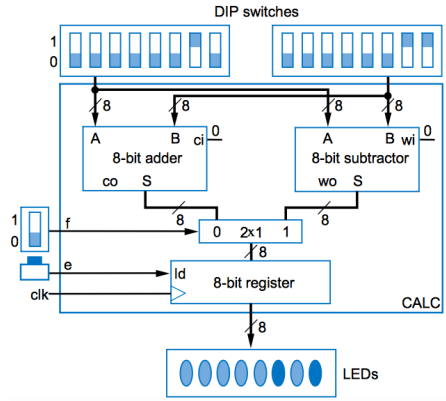 DIP switches
1
0
8 8 8 8
A B ci 0 A B wi 0
8-bit adder 8-bit subtractor
co S wo S
8 8
1
0
f 0 2x1 1
8
e ld
8-bit register
clk
CALC
8
LEDs